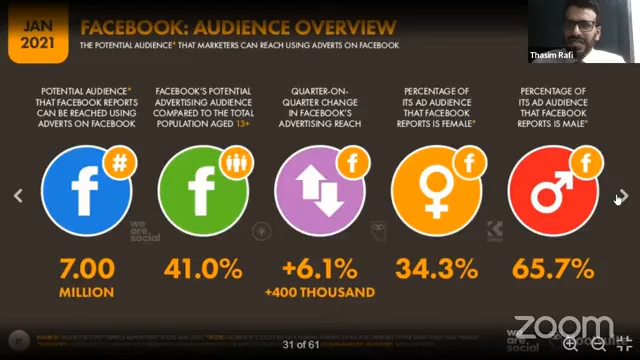 JAN
2021
FACEBOOK: AUDIENCE OVERVIEW
THE POTENTIAL AUDIENCE* THAT MARKETERS CAN REACH USING ADVERTS ON FACEBOOK
Thasim Rafi
POTENTIAL AUDIENCE*
THAT FACEBOOK REPORTS
CAN BE REACHED USING
ADVERTS ON FACEBOOK
FACEBOOK'S POTENTIAL
ADVERTISING AUDIENCE
COMPARED TO THE TOTAL
POPULATION AGED 13+
QUARTER-ON-
QUARTER CHANGE
IN FACEBOOK'S
ADVERTISING REACH
PERCENTAGE OF
ITS AD AUDIENCE
THAT FACEBOOK
REPORTS IS FEMALE*
PERCENTAGE OF
ITS AD AUDIENCE
THAT FACEBOOK
REPORTS IS MALE*
#
we
are.
social
7.00
MILLION
41.0%
+6.1%
+400 THOUSAND
34.3%
65.7%
31 of 61
zoom